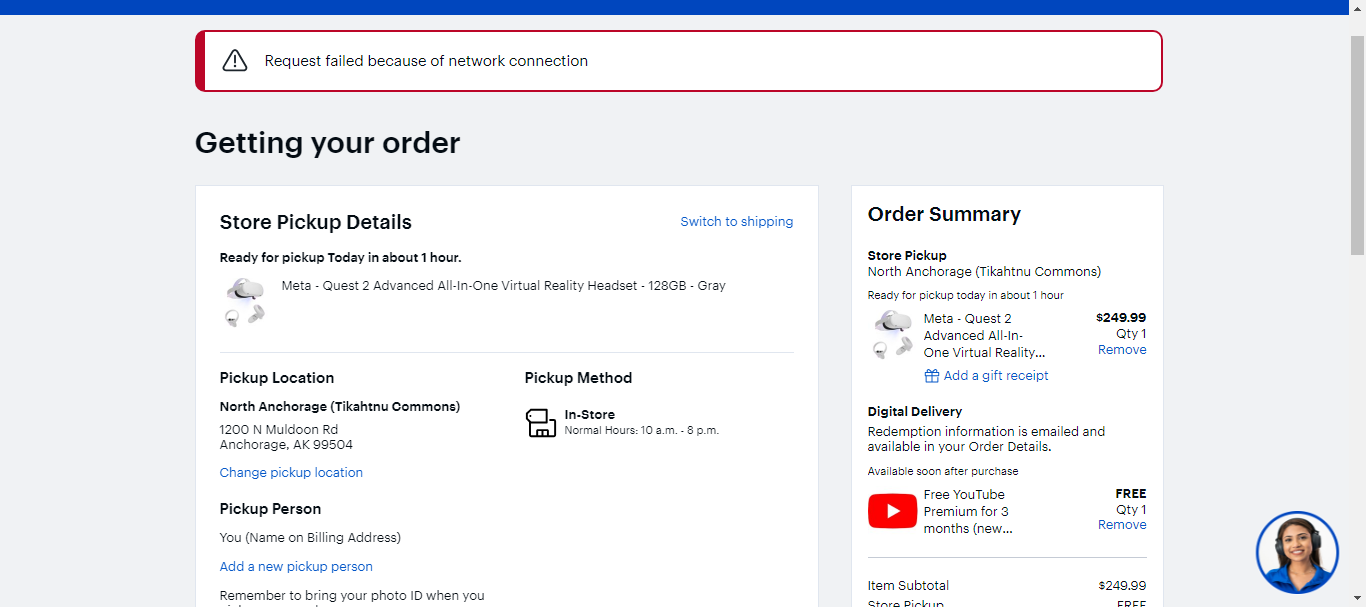 Request failed because of network connection
Getting your order
Store Pickup Details
Switch to shipping
Ready for pickup Today in about 1 hour.
Meta - Quest 2 Advanced All-In-One Virtual Reality Headset - 128GB - Gray
Pickup Location
North Anchorage (Tikahtnu Commons)
1200 N Muldoon Rd
Anchorage, AK 99504
Change pickup location
Pickup Method
In-Store
Normal Hours: 10 a.m. - 8 p.m.
Pickup Person
You (Name on Billing Address)
Add a new pickup person
Remember to bring your photo ID when you
Order Summary
Store Pickup
North Anchorage (Tikahtnu Commons)
Ready for pickup today in about 1 hour
Meta - Quest 2
Advanced All-In-
One Virtual Reality...
$249.99
Qty 1
Remove
Add a gift receipt
Digital Delivery
Redemption information is emailed and
available in your Order Details.
Available soon after purchase
Free YouTube
Premium for 3
months (new...
FREE
Qty 1
Remove
Item Subtotal
$249.99
Store Pickup
FREE